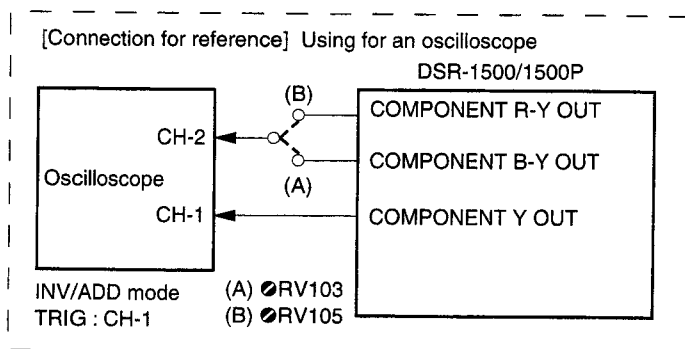 [Connection for reference] Using for an oscilloscope
DSR-1500/1500P
(B)
COMPONENT R-Y OUT
CH-2
COMPONENT B-Y OUT
Oscilloscope
(A)
CH-1
COMPONENT Y OUT
INV/ADD mode
(A) RV103
TRIG : CH-1
(B) RV105